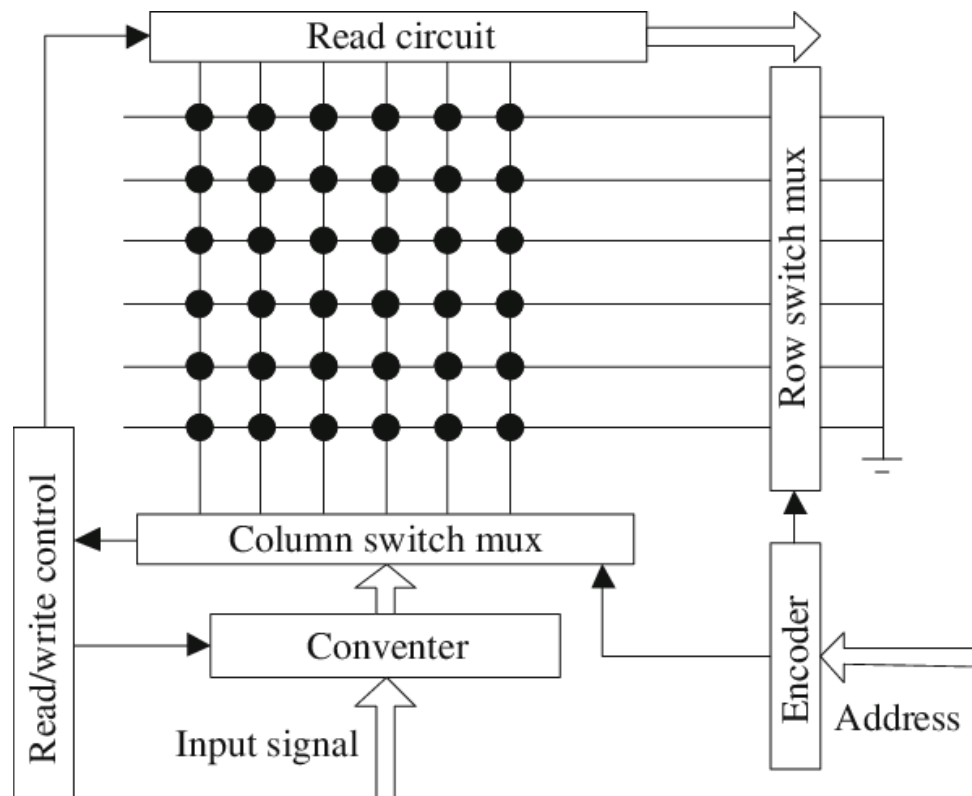 Read circuit
Row switch mux
Column switch mux
Read/write control
Conventer
Encoder
Input signal
Address